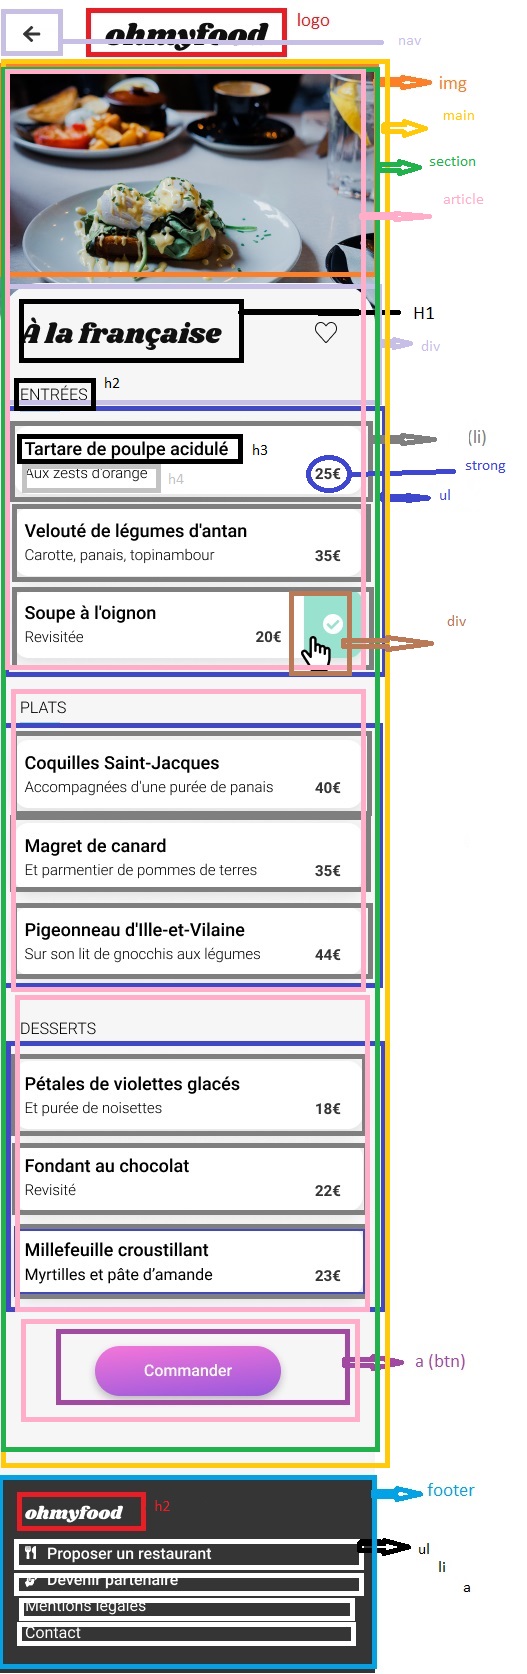 logo
ohmyfood
nav
img
main
section
article
À la française
H1
div
ENTRÉES
h2
Tartare de poulpe acidulé
h3
(li)
Aux zests d'orange
h4
25€
strong
ul
Velouté de légumes d'antan
Carotte, panais, topinambour
35€
Soupe à l'oignon
Revisitée
20€
div
PLATS
Coquilles Saint-Jacques
Accompagnées d'une purée de panais
40€
Magret de canard
Et parmentier de pommes de terres
35€
Pigeonneau d'Ille-et-Vilaine
Sur son lit de gnocchis aux légumes
44€
DESSERTS
Pétales de violettes glacés
Et purée de noisettes
18€
Fondant au chocolat
Revisité
22€
Millefeuille croustillant
Myrtilles et pâte d’amande
23€
Commander
a (btn)
footer
ohmyfood
h2
Proposer un restaurant
ul
li
a
Devenir partenaire
Mentions légales
Contact